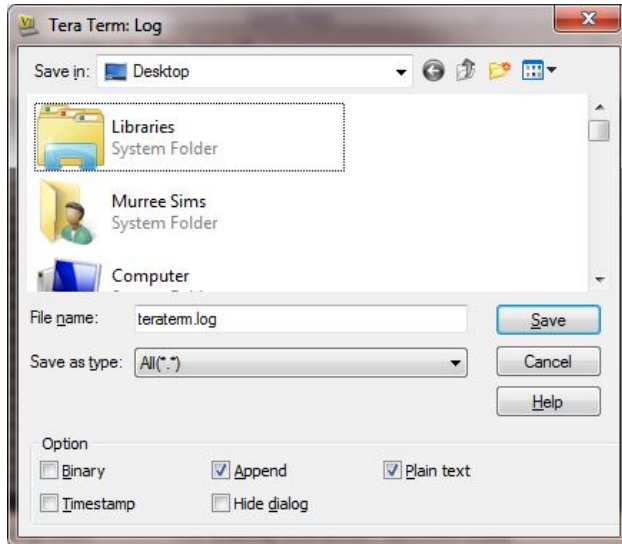 Tera Term: Log
Save in: Desktop
Libraries
System Folder
Murree Sims
System Folder
Computer
File name: teraterm.log Save
Save as type: All(*.*) Cancel
Help
Option
Binary Append Plain text
Timestamp Hide dialog